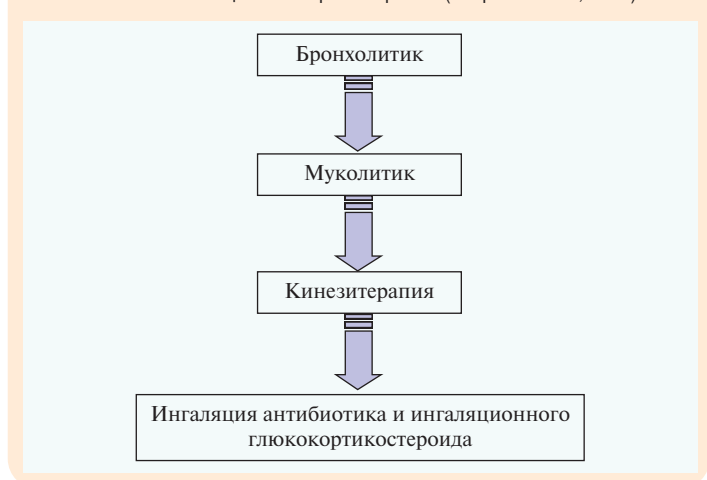 Бронхолитик
Муколитик
Кинезитерапия
Ингаляция антибиотика и ингаляционного
глюкокортикостероида